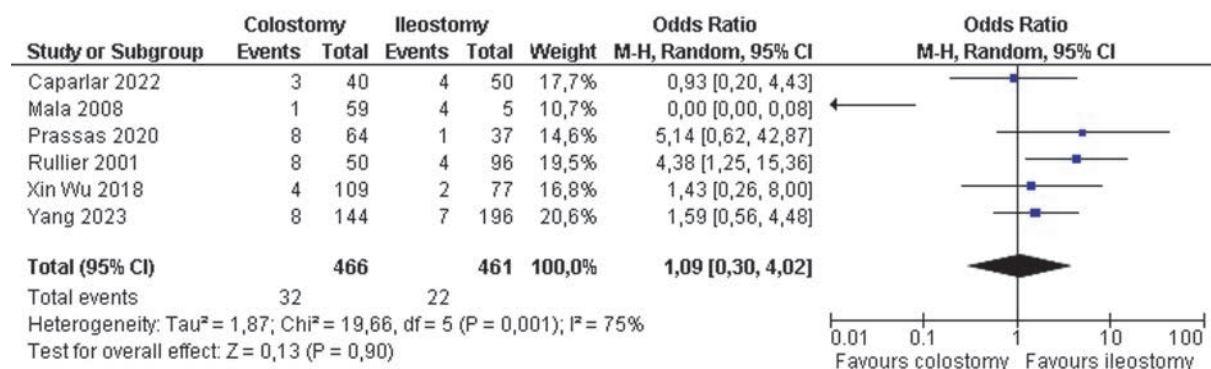 Colostomy Ileostomy Odds Ratio Odds Ratio
Study or Subgroup Events Total Events Total Weight M-H, Random, 95% CI M-H, Random, 95% CI
Caparlar 2022 3 40 4 50 17,7% 0,93 [0,20, 4,43]
Mala 2008 1 59 4 5 10,7% 0,00 [0,00, 0,08]
Prassas 2020 8 64 1 37 14,6% 5,14 [0,62, 42,87]
Rullier 2001 8 50 4 96 19,5% 4,38 [1,25, 15,36]
Xin Wu 2018 4 109 2 77 16,8% 1,43 [0,26, 8,00]
Yang 2023 8 144 7 196 20,6% 1,59 [0,56, 4,48]
Total (95% CI) 466 461 100,0% 1,09 [0,30, 4,02]
Total events 32 22
Heterogeneity: Tau² = 1,87; Chi² = 19,66, df = 5 (P = 0,001); I² = 75%
Test for overall effect: Z = 0,13 (P = 0,90)
0.01 0.1 1 10 100
Favours colostomy Favours ileostomy